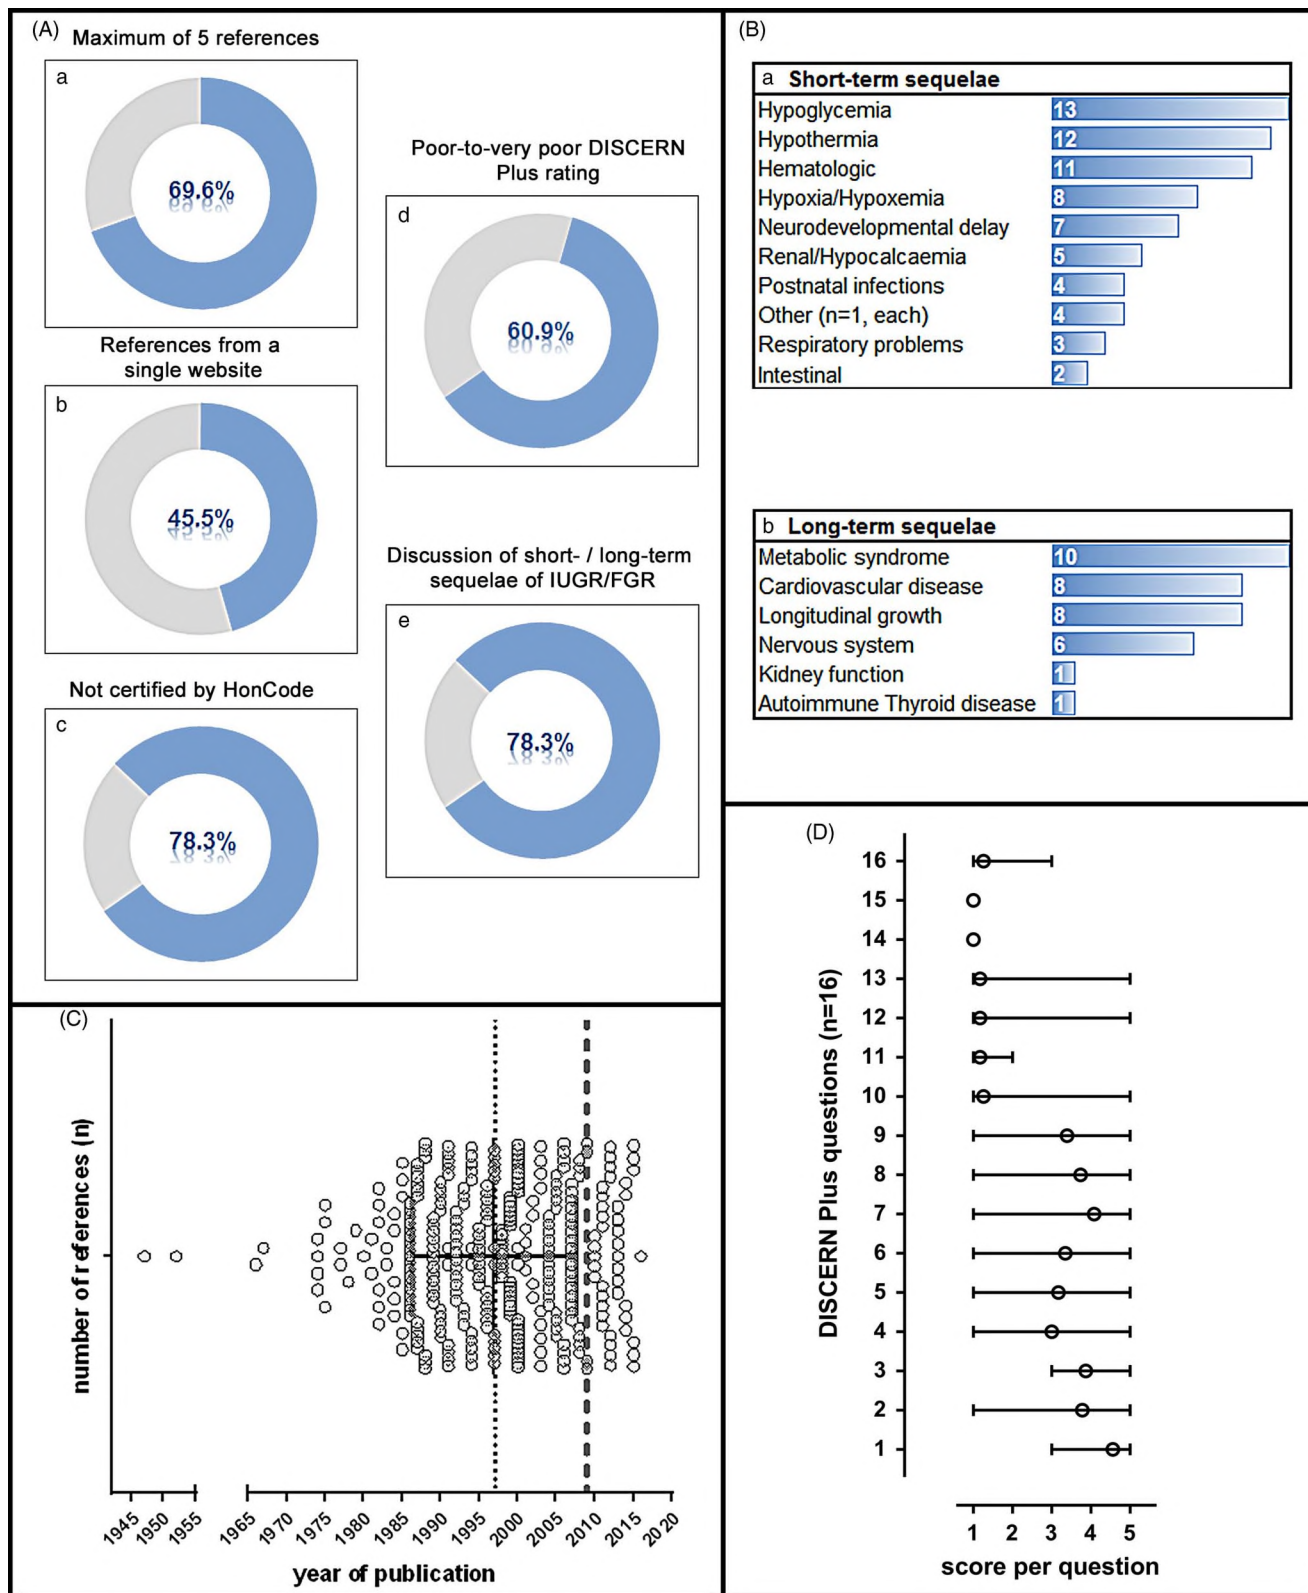 (A)
Maximum of 5 references
a
69.6%
References from a
single website
b
45.5%
Not certified by HonCode
c
78.3%
Poor-to-very poor DISCERN
Plus rating
d
60.9%
Discussion of short- / long-term
sequelae of IUGR/FGR
e
78.3%
(B)
a Short-term sequelae
Hypoglycemia 13
Hypothermia 12
Hematologic 11
Hypoxia/Hypoxemia 8
Neurodevelopmental delay 7
Renal/Hypocalcaemia 5
Postnatal infections 4
Other (n=1, each) 4
Respiratory problems 3
Intestinal 2
b Long-term sequelae
Metabolic syndrome 10
Cardiovascular disease 8
Longitudinal growth 8
Nervous system 6
Kidney function 1
Autoimmune Thyroid disease 1
(C)
number of references (n)
1945 1950 1955 1965 1970 1975 1980 1985 1990 1995 2000 2005 2010 2015 2020
year of publication
(D)
DISCERN Plus questions (n=16)
16
15
14
13
12
11
10
9
8
7
6
5
4
3
2
1
1 2 3 4 5
score per question